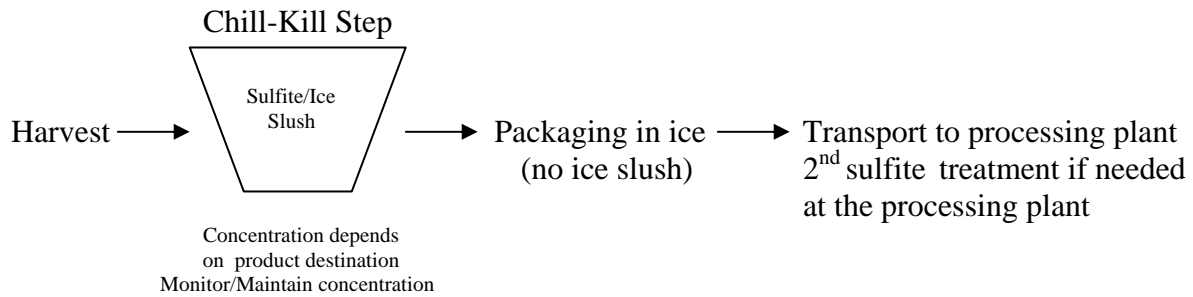 Chill-Kill Step
Sulfite/Ice
Slush
Harvest
Packaging in ice
(no ice slush)
Transport to processing plant
2nd sulfite treatment if needed
at the processing plant
Concentration depends
on product destination
Monitor/Maintain concentration